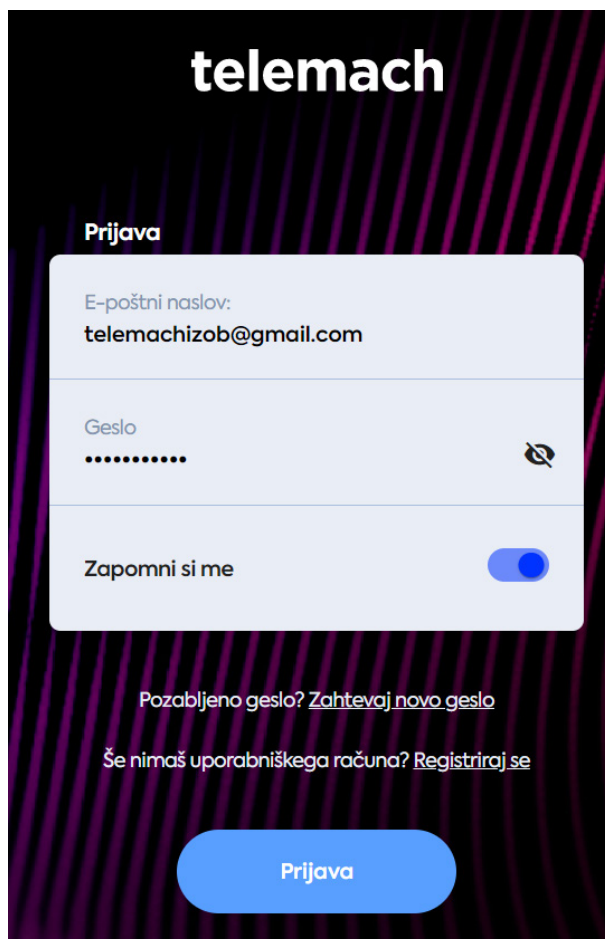 telemach
Prijava
E-poštni naslov:
telemachizob@gmail.com
Geslo
•••••••••••
Zapomni si me
Pozabljeno geslo? Zahtevaj novo geslo
Še nimaš uporabniškega računa? Registriraj se
Prijava